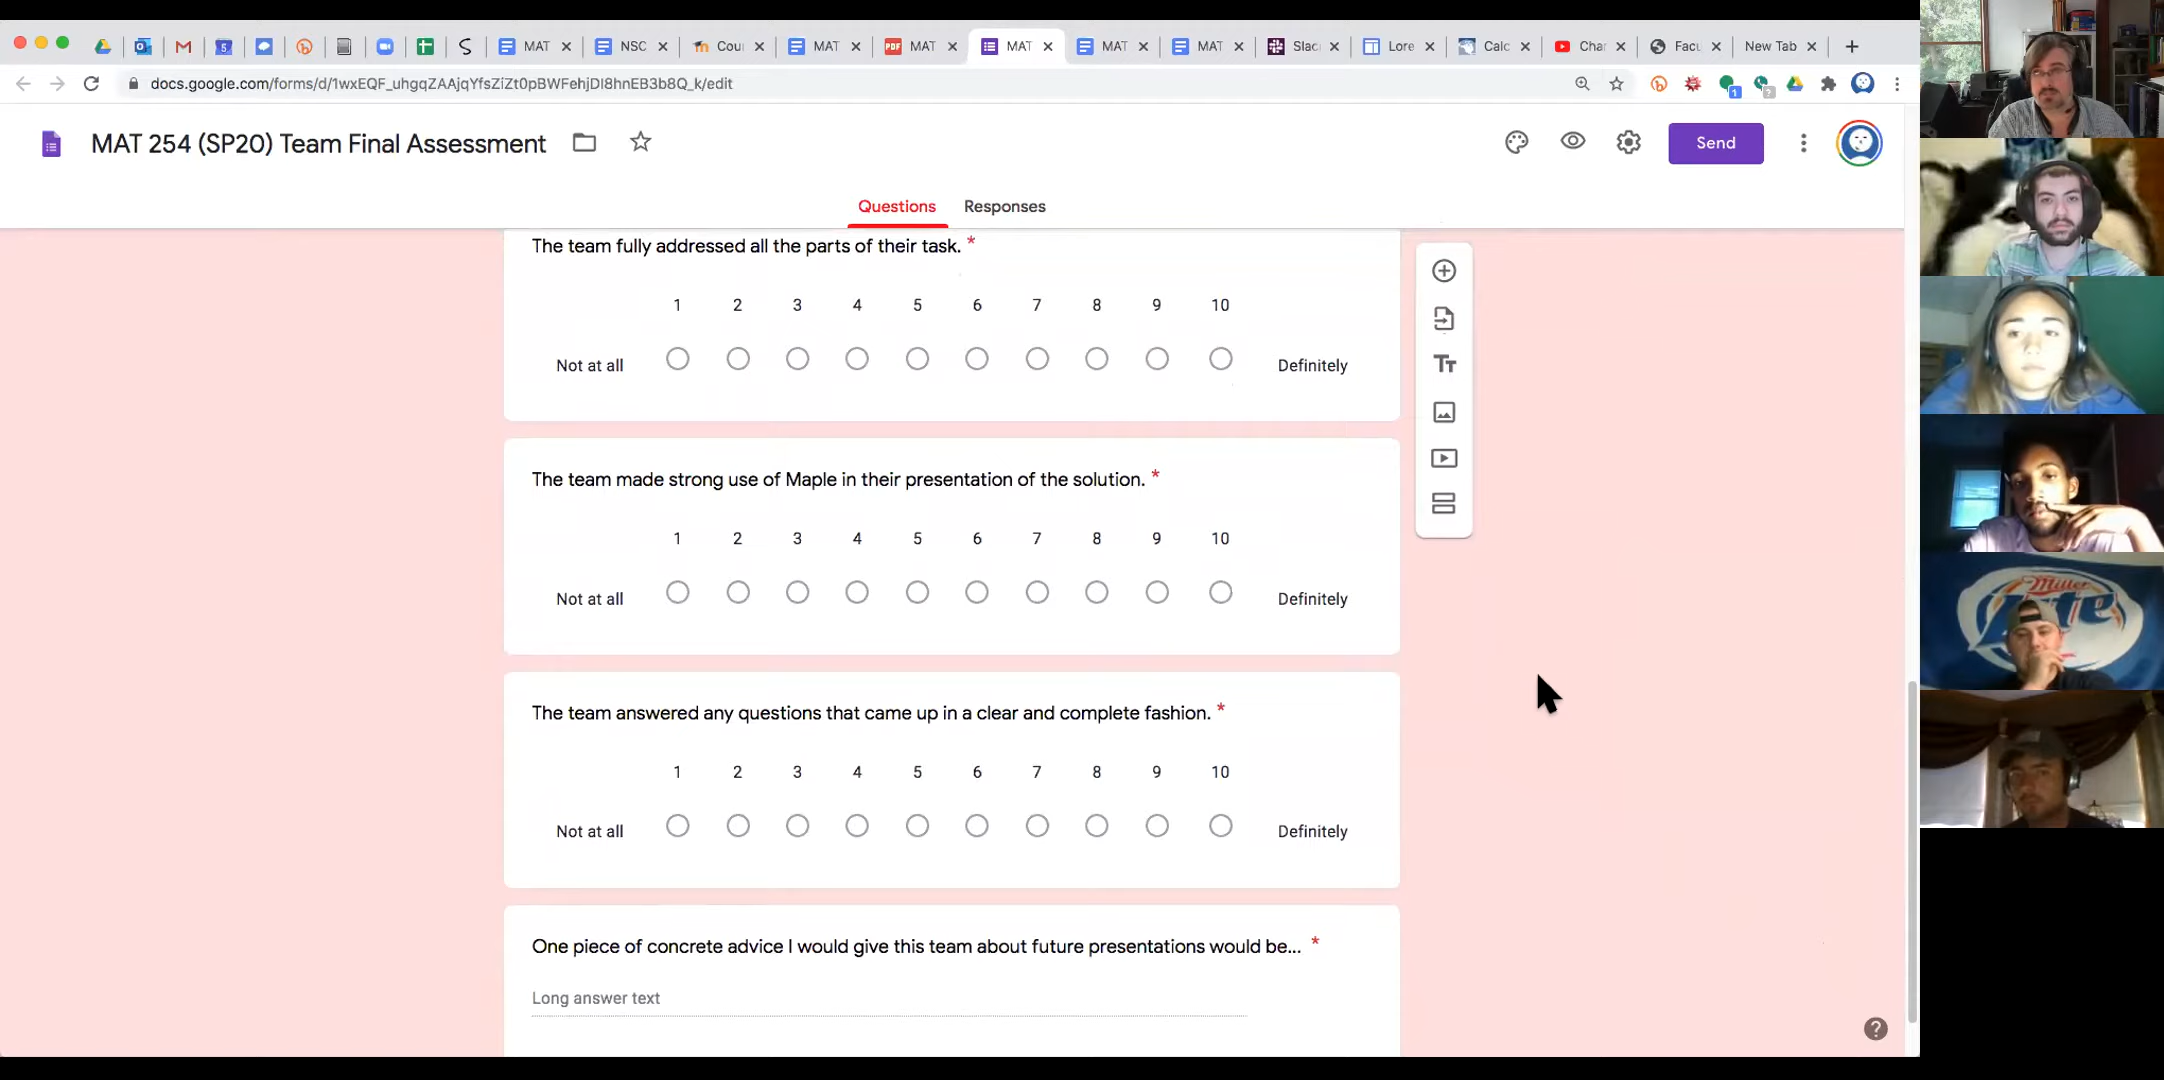 MAT
NSC
Cour
MAT
PDF
MAT
MAT
MAT
MAT
Slac
Lore
Calc
Char
Facu
New Tab
docs.google.com/forms/d/1wxEQF_uhgqZAAjqYfsZiZt0pBWFehjDI8hnEB3b8Q_k/edit
MAT 254 (SP20) Team Final Assessment
Send
Questions Responses
The team fully addressed all the parts of their task. *
1 2 3 4 5 6 7 8 9 10
Not at all Definitely
The team made strong use of Maple in their presentation of the solution. *
1 2 3 4 5 6 7 8 9 10
Not at all Definitely
The team answered any questions that came up in a clear and complete fashion. *
1 2 3 4 5 6 7 8 9 10
Not at all Definitely
One piece of concrete advice I would give this team about future presentations would be... *
Long answer text
Miller
Lite